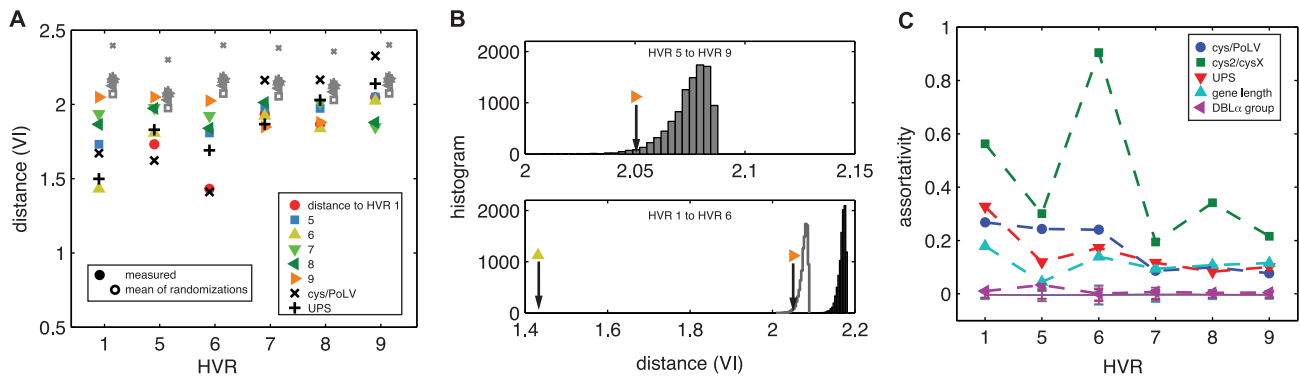 A
2.5
2
1.5
1
0.5
distance (VI)
1 5 6 7 8 9
HVR
distance to HVR 1
5
6
7
8
9
cys/PoLV
UPS
measured
mean of randomizations
B
HVR 5 to HVR 9
2000
1000
0
2 2.05 2.1 2.15
histogram
HVR 1 to HVR 6
2000
1000
0
1.4 1.6 1.8 2 2.2
distance (VI)
C
1
0.8
0.6
0.4
0.2
0
assortativity
1 5 6 7 8 9
HVR
cys/PoLV
cys2/cysX
UPS
gene length
DBLα group